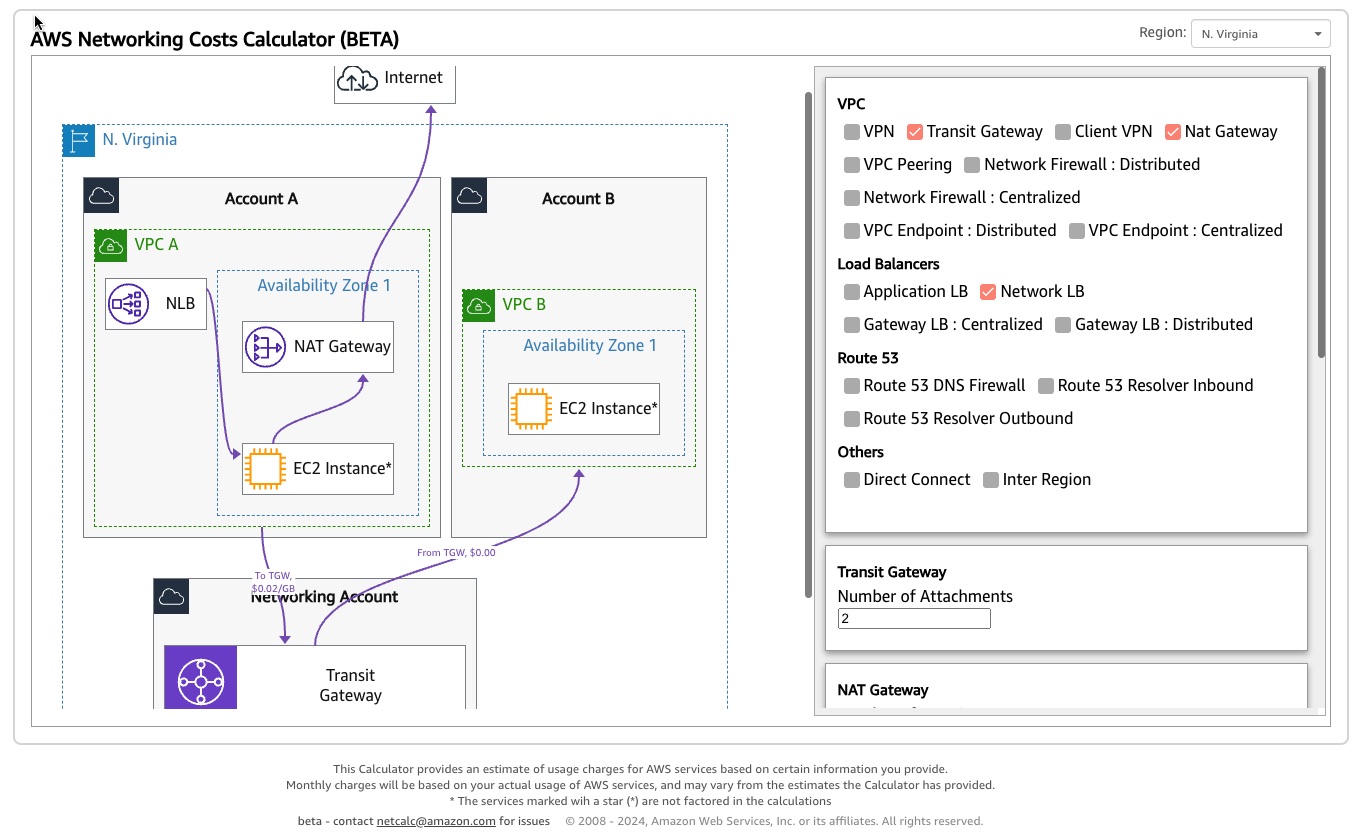 AWS Networking Costs Calculator (BETA)
Region:
N. Virginia
Internet
N. Virginia
Account A
VPC A
NLB
Availability Zone 1
NAT Gateway
EC2 Instance*
Account B
VPC B
Availability Zone 1
EC2 Instance*
From TGW, $0.00
To TGW,
$0.02/GB
Networking Account
Transit
Gateway
VPC
VPN Transit Gateway Client VPN Nat Gateway
VPC Peering Network Firewall : Distributed
Network Firewall : Centralized
VPC Endpoint : Distributed VPC Endpoint : Centralized
Load Balancers
Application LB Network LB
Gateway LB : Centralized Gateway LB : Distributed
Route 53
Route 53 DNS Firewall Route 53 Resolver Inbound
Route 53 Resolver Outbound
Others
Direct Connect Inter Region
Transit Gateway
Number of Attachments
2
NAT Gateway
This Calculator provides an estimate of usage charges for AWS services based on certain information you provide.
Monthly charges will be based on your actual usage of AWS services, and may vary from the estimates the Calculator has provided.
* The services marked wih a star (*) are not factored in the calculations
beta - contact netcalc@amazon.com for issues © 2008 - 2024, Amazon Web Services, Inc. or its affiliates. All rights reserved.